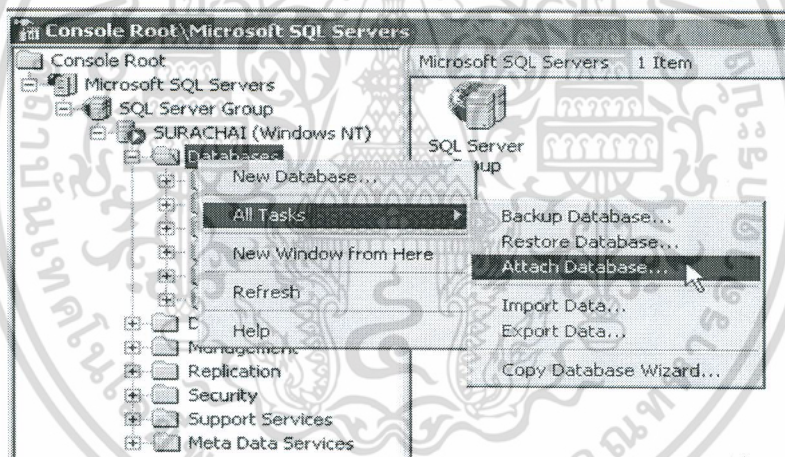 Console Root\Microsoft SQL Servers
Console Root
Microsoft SQL Servers
SQL Server Group
SURACHAI (Windows NT)
Databases
Management
Replication
Security
Support Services
Meta Data Services
Microsoft SQL Servers 1 Item
SQL Server
New Database...
All Tasks
New Window from Here
Refresh
Help
Backup Database...
Restore Database...
Attach Database...
Import Data...
Export Data...
Copy Database Wizard...